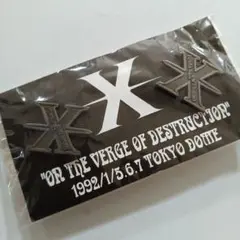 X
"ON THE VERGE OF DESTRUCTION"
1992/1/5.6.7 TOKYO DOME